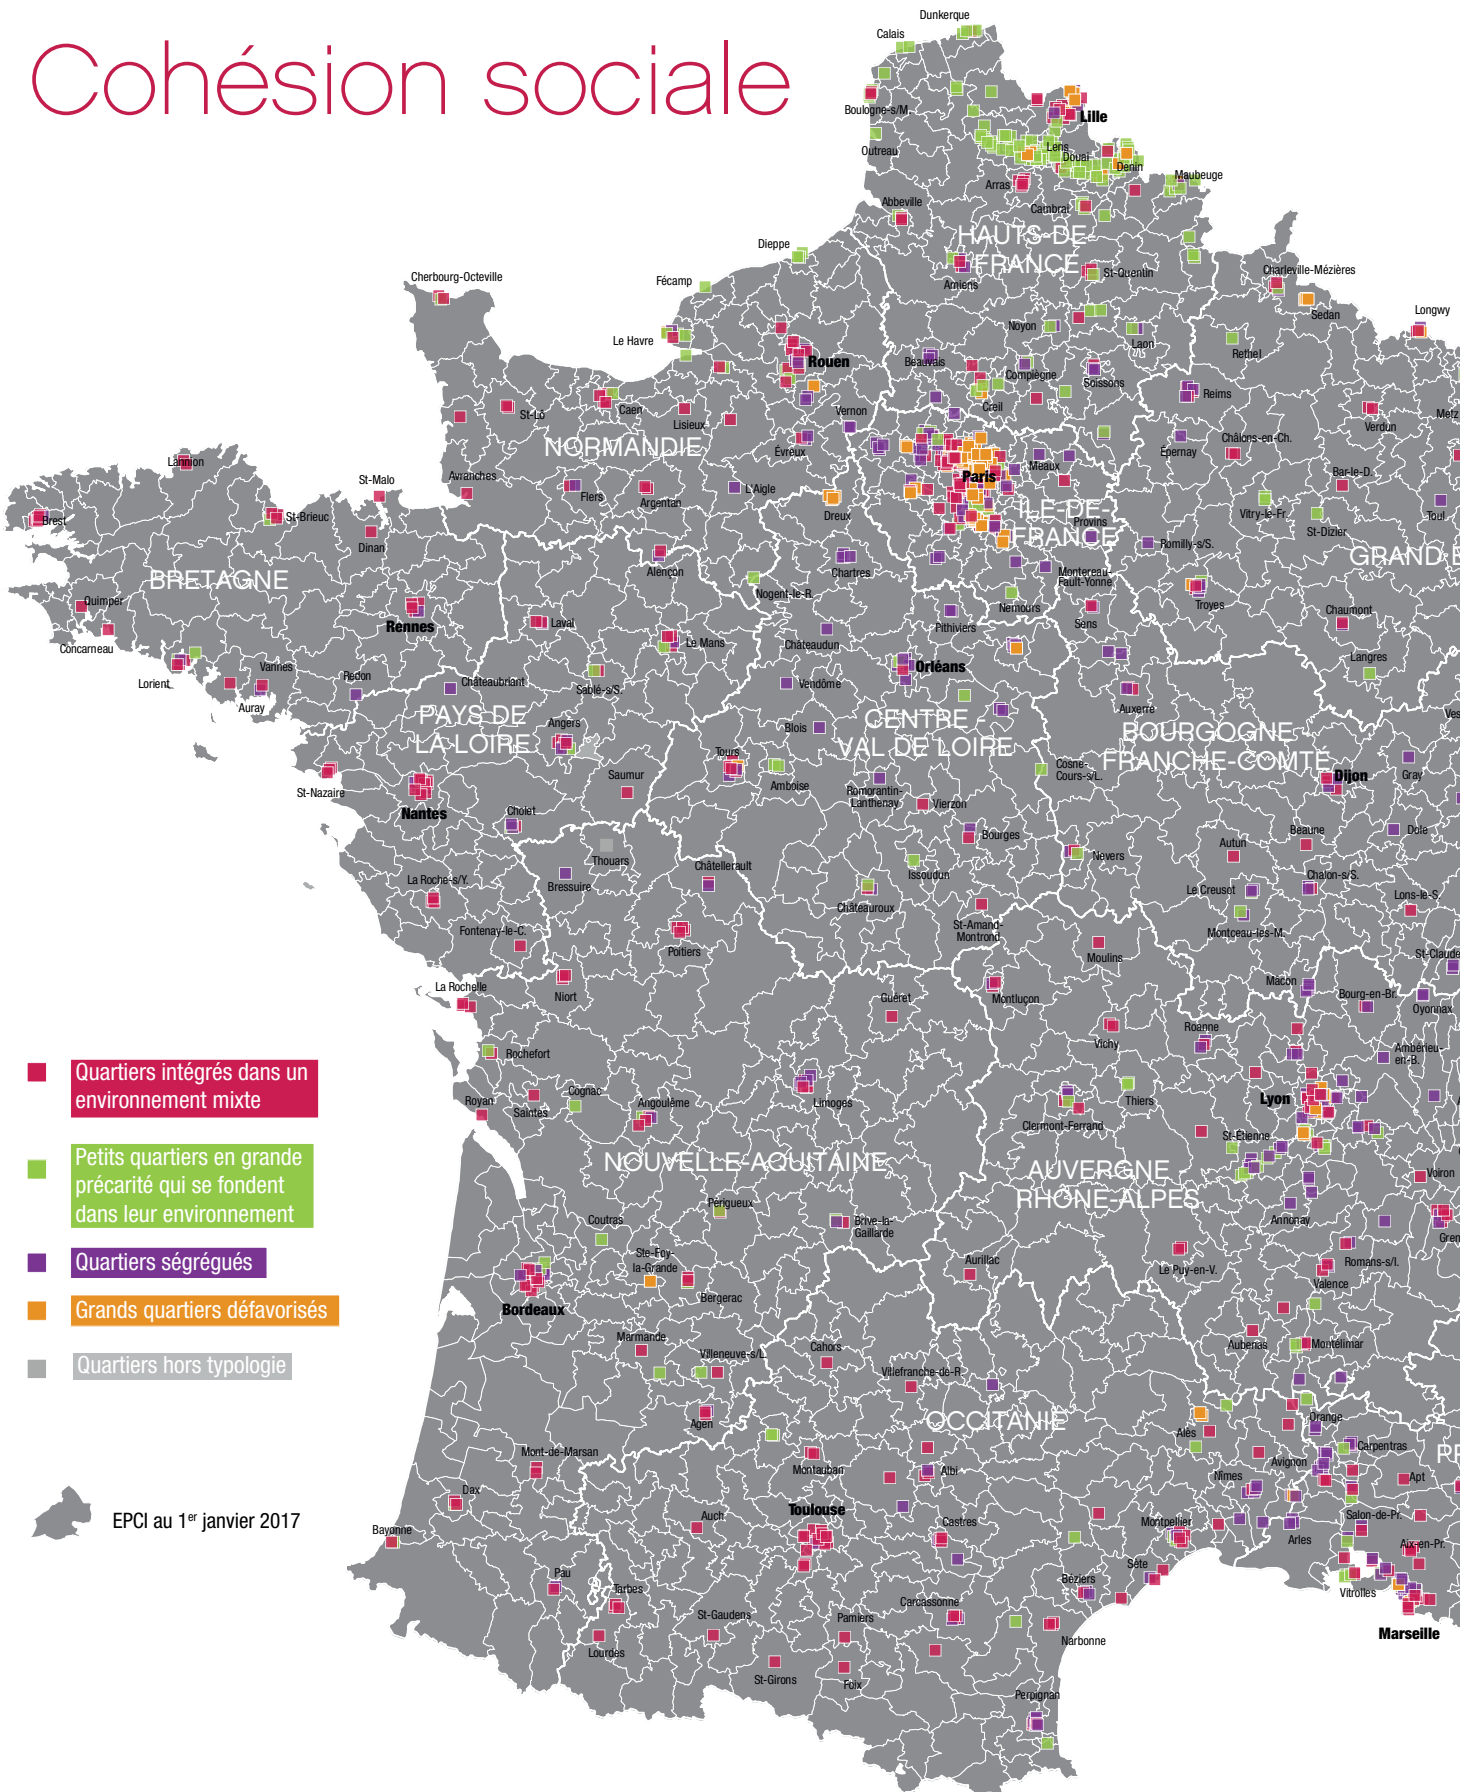 Cohésion sociale
Dunkerque
Calais
Boulogne-s/M.
Lille
Outreau
Lens
Douai
Denin
Maubeuge
Arras
Abbeville
Cambrai
HAUTS-DE-
FRANCE
Dieppe
Cherbourg-Octeville
Fécamp
Amiens
St-Quentin
Charleville-Mézières
Sedan
Longwy
Le Havre
Rouen
Noyon
Laon
Rethel
Beauvais
Compiègne
Soissons
Creil
Reims
St-Lô
Caen
Lisieux
Vernon
Verdun
Metz
NORMANDIE
Évreux
Épernay
Châlons-en-Ch.
Lannion
St-Malo
Avranches
Flers
Argentan
L'Aigle
Paris
Meaux
Bar-le-D.
Brest
St-Brieuc
Dinan
Dreux
ILE-DE-
FRANCE
Provins
Vitry-le-Fr.
St-Dizier
Toul
Romilly-s/S.
GRAND-E
BRETAGNE
Alençon
Chartres
Montereau-
Fault-Yonne
Quimper
Nogent-le-R.
Nemours
Troyes
Chaumont
Rennes
Laval
Le Mans
Châteaudun
Pithiviers
Sens
Concarneau
Lorient
Vannes
Auray
Redon
Châteaubriant
Sablé-s/S.
Vendôme
Orléans
Langres
Auxerre
PAYS DE
LA LOIRE
Angers
Blois
CENTRE
VAL DE LOIRE
BOURGOGNE
FRANCHE-COMTÉ
Ves
St-Nazaire
Nantes
Saumur
Tours
Amboise
Romorantin-
Lanthenay
Vierzon
Cosne-
Cours-s/L.
Dijon
Gray
Cholet
Thouars
Bourges
Beaune
Dole
Autun
Nevers
Bressuire
Châtellerault
Issoudun
La Roche-s/Y.
Châteauroux
Le Creusot
Chalon-s/S.
Lons-le-S.
Fontenay-le-C.
Poitiers
St-Amand-
Montrond
Montceau-les-M.
Moulins
St-Claude
La Rochelle
Niort
Guéret
Montluçon
Mâcon
Bourg-en-Br.
Oyonnax
Rochefort
Vichy
Roanne
Ambérieu-
en-B.
Quartiers intégrés dans un
environnement mixte
Royan
Saintes
Cognac
Angoulême
Limoges
Thiers
Clermont-Ferrand
Lyon
St-Étienne
Petits quartiers en grande
précarité qui se fondent
dans leur environnement
NOUVELLE-AQUITAINE
AUVERGNE
RHÔNE-ALPES
Voiron
Coutras
Périgueux
Brive-la-
Gaillarde
Annonay
Gren
Quartiers ségrégués
Ste-Foy-
la-Grande
Aurillac
Le Puy-en-V.
Romans-s/I.
Valence
Grands quartiers défavorisés
Bordeaux
Bergerac
Quartiers hors typologie
Marmande
Villeneuve-s/L.
Cahors
Villefranche-de-R.
Aubenas
Montélimar
Agen
OCCITANIE
Alès
Orange
Mont-de-Marsan
Montauban
Albi
Nîmes
Avignon
Carpentras
PR
Apt
Dax
EPCI au 1er janvier 2017
Bayonne
Auch
Toulouse
Castres
Montpellier
Arles
Salon-de-Pr.
Aix-en-Pr.
Pau
Tarbes
Sète
Béziers
Vitrolles
Lourdes
St-Gaudens
Pamiers
Carcassonne
Narbonne
Marseille
St-Girons
Foix
Perpignan